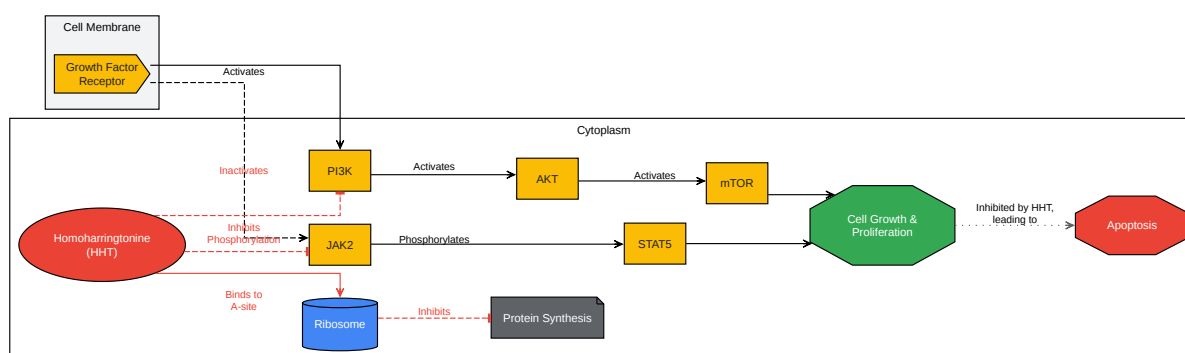 Cell Membrane
Growth Factor
Receptor
Activates
Cytoplasm
Inactivates
PI3K
Activates
AKT
Activates
mTOR
Homoharringtonine
(HHT)
Inhibits
Phosphorylation
JAK2
Phosphorylates
STAT5
Cell Growth &
Proliferation
Inhibited by HHT,
leading to
Apoptosis
Binds to
A-site
Ribosome
Inhibits
Protein Synthesis